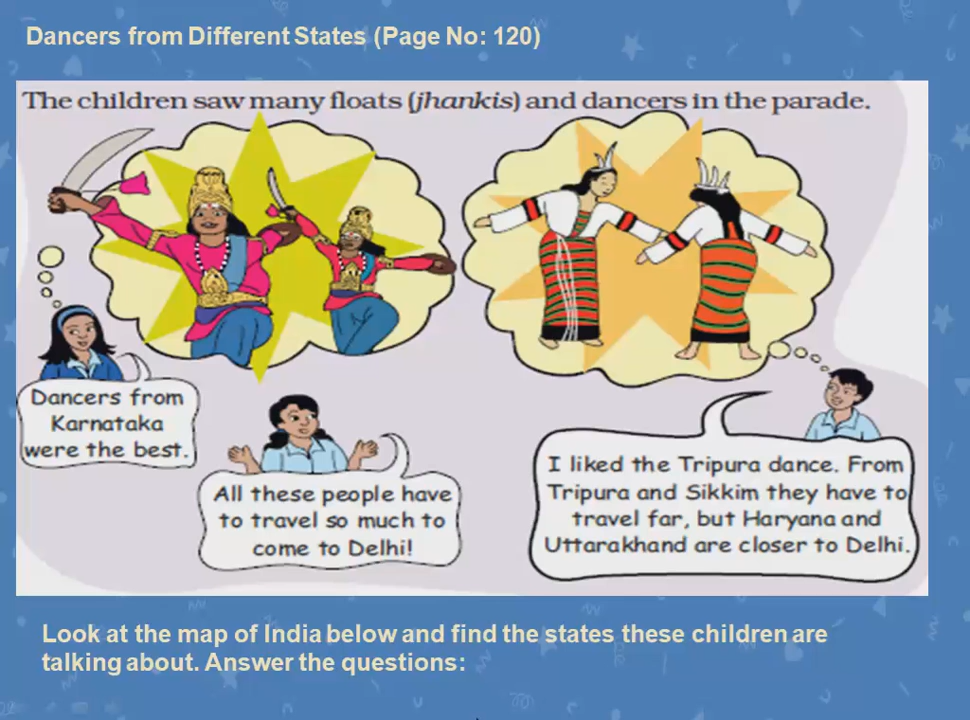 Dancers from Different States (Page No: 120)
The children saw many floats (jhankis) and dancers in the parade.
Dancers from
Karnataka
were the best.
All these people have
to travel so much to
come to Delhi!
I liked the Tripura dance. From
Tripura and Sikkim they have to
travel far, but Haryana and
Uttarakhand are closer to Delhi.
Look at the map of India below and find the states these children are
talking about. Answer the questions: